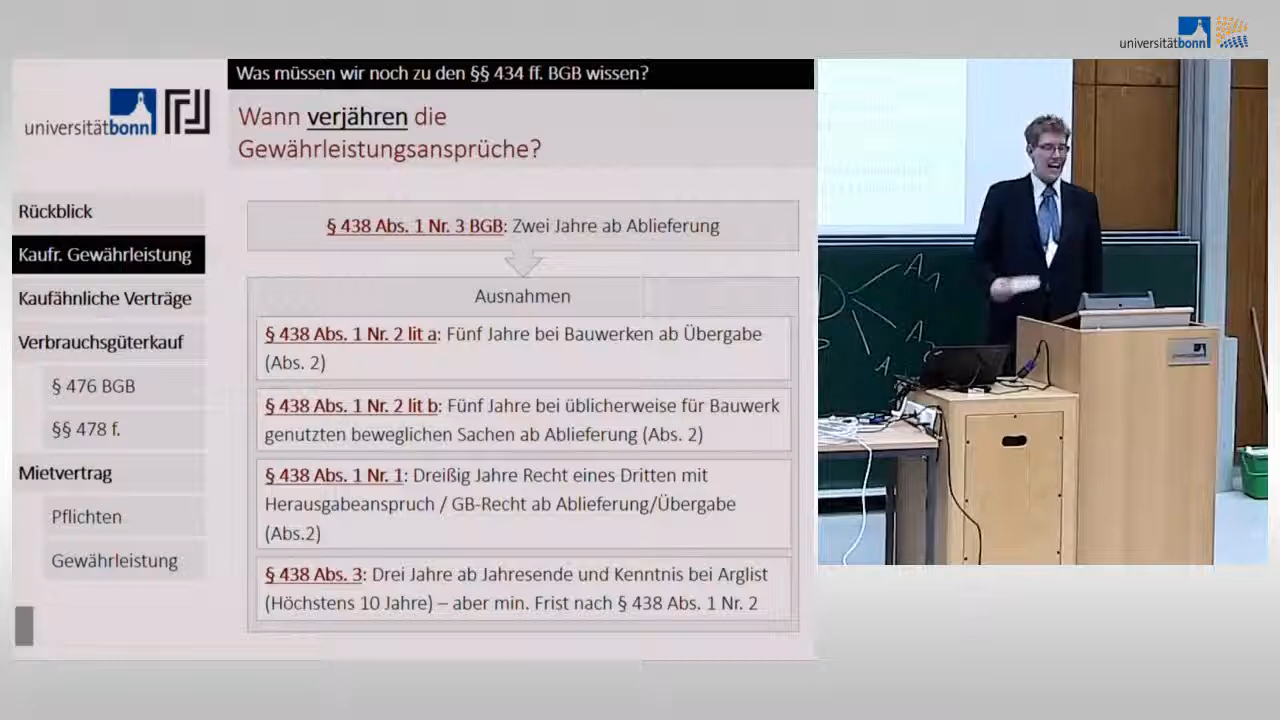 universitätbonn
Was müssen wir noch zu den §§ 434 ff. BGB wissen?
universitätbonn
Wann verjähren die
Gewährleistungsansprüche?
Rückblick
Kaufr. Gewährleistung
Kaufähnliche Verträge
Verbrauchsgüterkauf
§ 476 BGB
§§ 478 f.
Mietvertrag
Pflichten
Gewährleistung
§ 438 Abs. 1 Nr. 3 BGB: Zwei Jahre ab Ablieferung
Ausnahmen
§ 438 Abs. 1 Nr. 2 lit a: Fünf Jahre bei Bauwerken ab Übergabe
(Abs. 2)
§ 438 Abs. 1 Nr. 2 lit b: Fünf Jahre bei üblicherweise für Bauwerk
genutzten beweglichen Sachen ab Ablieferung (Abs. 2)
§ 438 Abs. 1 Nr. 1: Dreißig Jahre Recht eines Dritten mit
Herausgabeanspruch / GB-Recht ab Ablieferung/Übergabe
(Abs.2)
§ 438 Abs. 3: Drei Jahre ab Jahresende und Kenntnis bei Arglist
(Höchstens 10 Jahre) – aber min. Frist nach § 438 Abs. 1 Nr. 2
A1
A
A